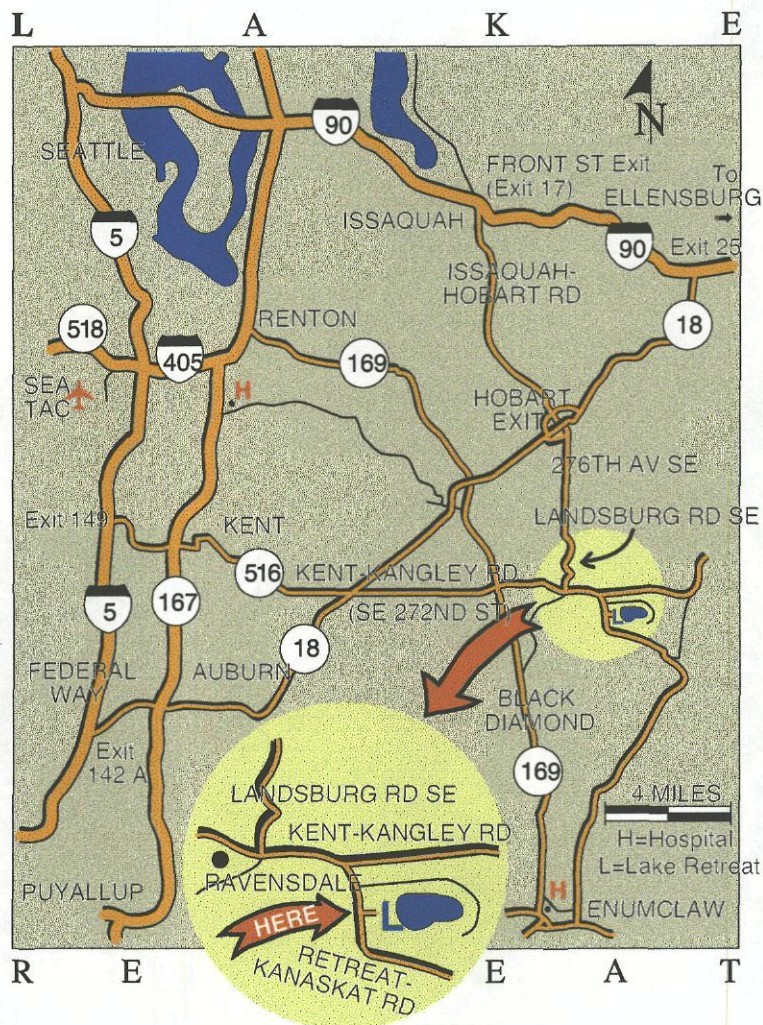 L A K E
N
90
SEATTLE
FRONT ST Exit
(Exit 17)
To
ELLENSBURG
ISSAQUAH
5
90
Exit 25
ISSAQUAH-
HOBART RD
518
RENTON
18
405
169
SEA
TAC
H
HOBART
EXIT
276TH AV SE
Exit 149
KENT
LANDSBURG RD SE
516
KENT-KANGLEY RD
(SE 272ND ST)
L
5
167
18
FEDERAL
WAY
AUBURN
BLACK
DIAMOND
Exit
142 A
169
4 MILES
LANDSBURG RD SE
KENT-KANGLEY RD
H=Hospital
L=Lake Retreat
RAVENSDALE
PUYALLUP
HERE
L
H
ENUMCLAW
RETREAT-
KANASKAT RD
R E E A T